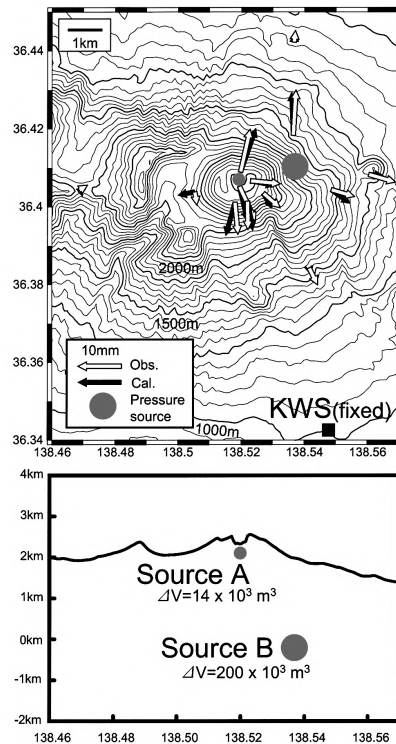 36.44
1km
36.42
36.4
36.38
2000m
1500m
36.36
10mm
Obs.
Cal.
Pressure
source
KWS(fixed)
36.34
1000m
138.46 138.48 138.50 138.52 138.54 138.56
4km
3km
2km
Source A
⊿V=14 x 10³ m³
1km
0km
Source B
⊿V=200 x 10³ m³
-1km
-2km
138.46 138.48 138.50 138.52 138.54 138.56